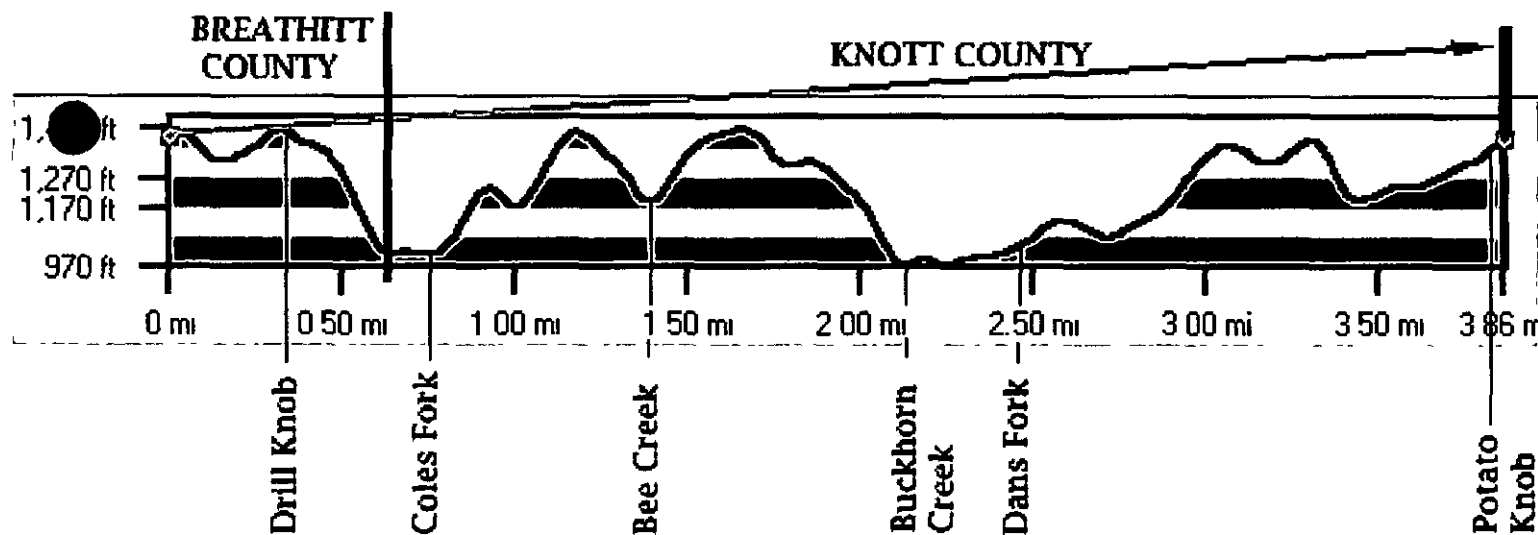 BREATHITT
COUNTY
KNOTT COUNTY
1,270 ft
1,170 ft
970 ft
0 mi
0 50 mi
1 00 mi
1 50 mi
2 00 mi
2.50 mi
3 00 mi
3 50 mi
3 86 m
Drill Knob
Coles Fork
Bee Creek
Buckhorn
Creek
Dans Fork
Potato
Knob